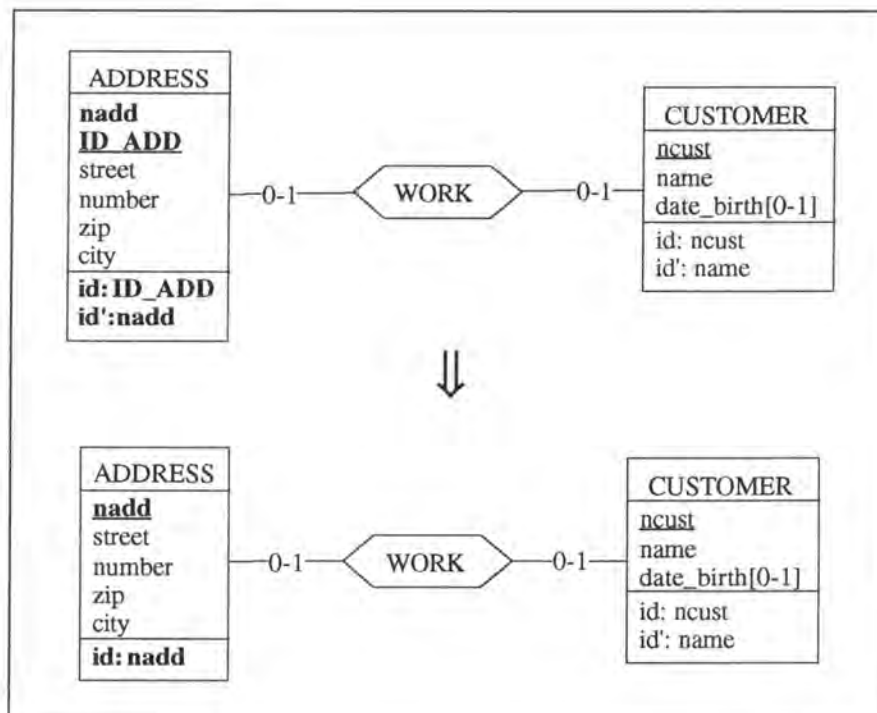 ADDRESS
nadd
ID_ADD
street
number
zip
city
id: ID_ADD
id':nadd
0-1
WORK
0-1
CUSTOMER
ncust
name
date_birth[0-1]
id: ncust
id': name
⇓
ADDRESS
nadd
street
number
zip
city
id: nadd
0-1
WORK
0-1
CUSTOMER
ncust
name
date_birth[0-1]
id: ncust
id': name